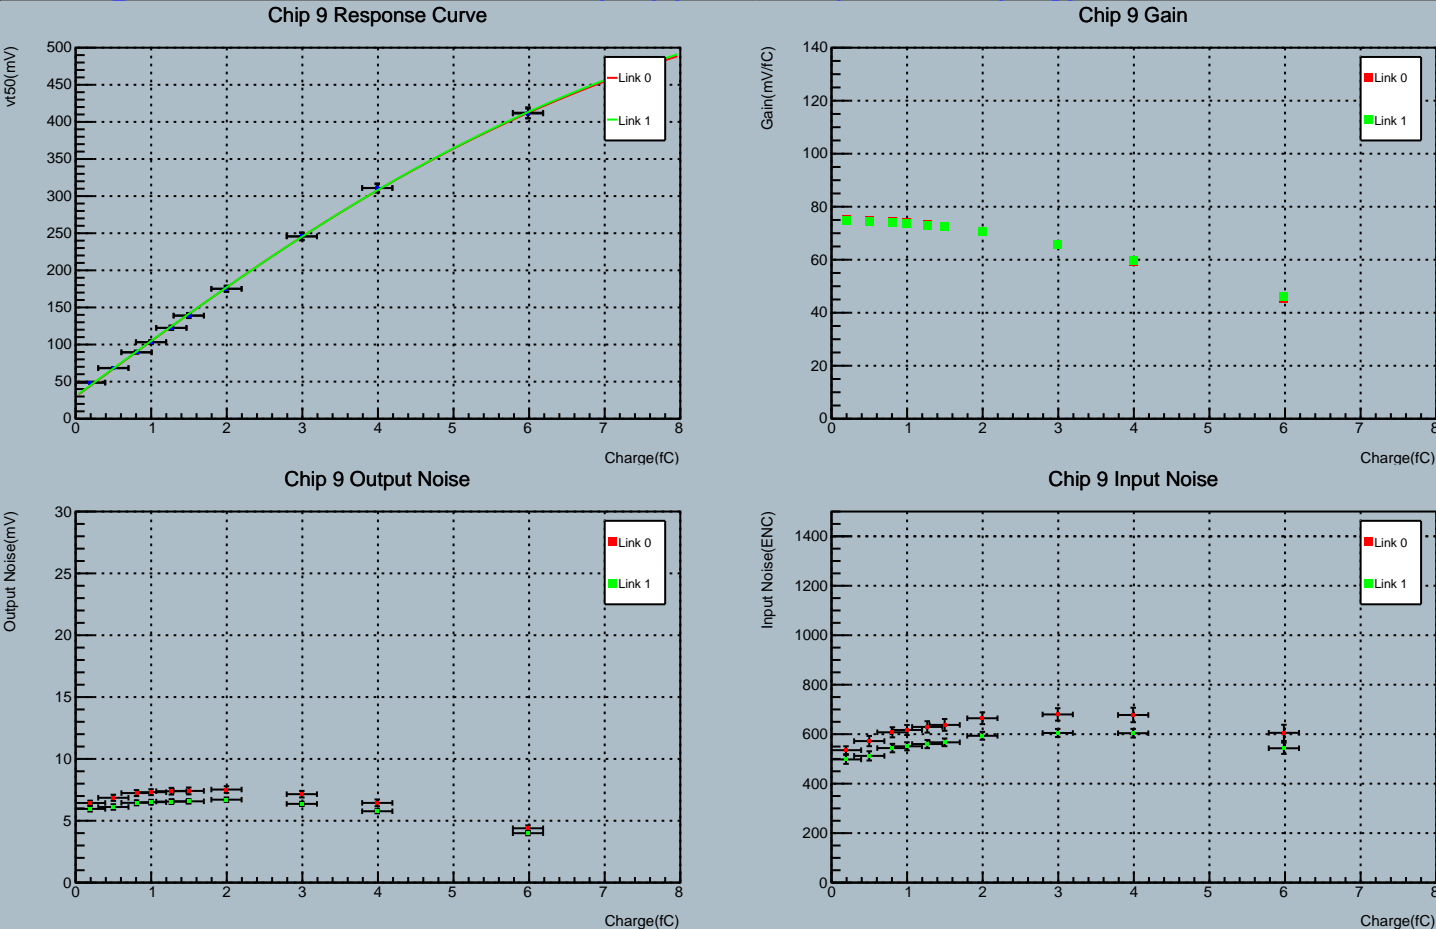 Chip 9 Response Curve
vt50(mV)
500
450
400
350
300
250
200
150
100
50
0
0 1 2 3 4 5 6 7 8
Charge(fC)
Link 0
Link 1
Chip 9 Gain
Gain(mV/fC)
140
120
100
80
60
40
20
0
0 1 2 3 4 5 6 7 8
Charge(fC)
Link 0
Link 1
Chip 9 Output Noise
Output Noise(mV)
30
25
20
15
10
5
0
0 1 2 3 4 5 6 7 8
Charge(fC)
Link 0
Link 1
Chip 9 Input Noise
Input Noise(ENC)
1400
1200
1000
800
600
400
200
0
0 1 2 3 4 5 6 7 8
Charge(fC)
Link 0
Link 1